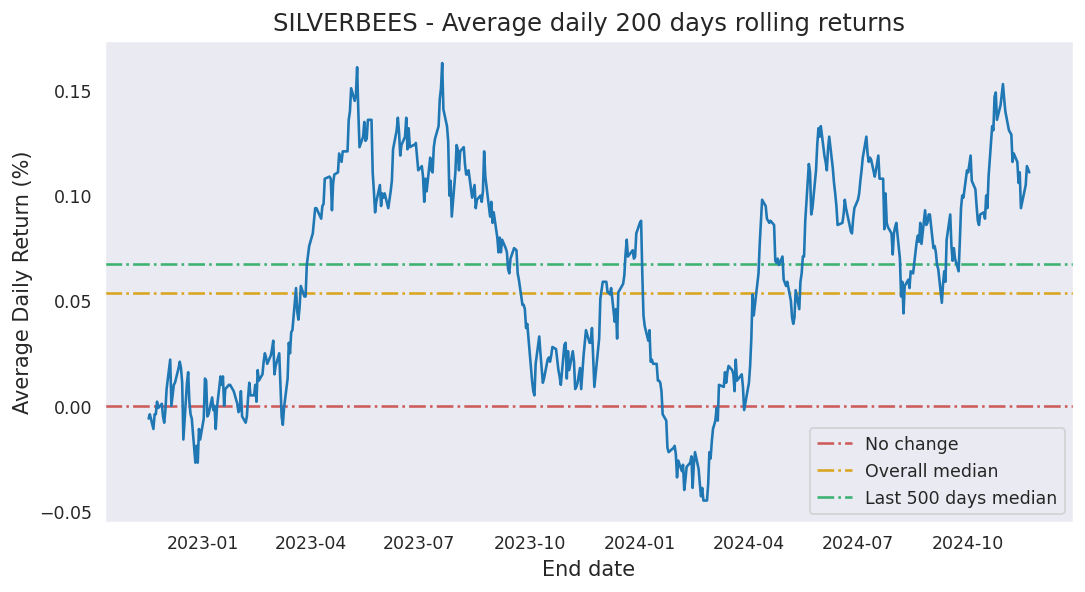 SILVERBEES - Average daily 200 days rolling returns
Average Daily Return (%)
0.15
0.10
0.05
0.00
−0.05
No change
Overall median
Last 500 days median
2023-01 2023-04 2023-07 2023-10 2024-01 2024-04 2024-07 2024-10
End date